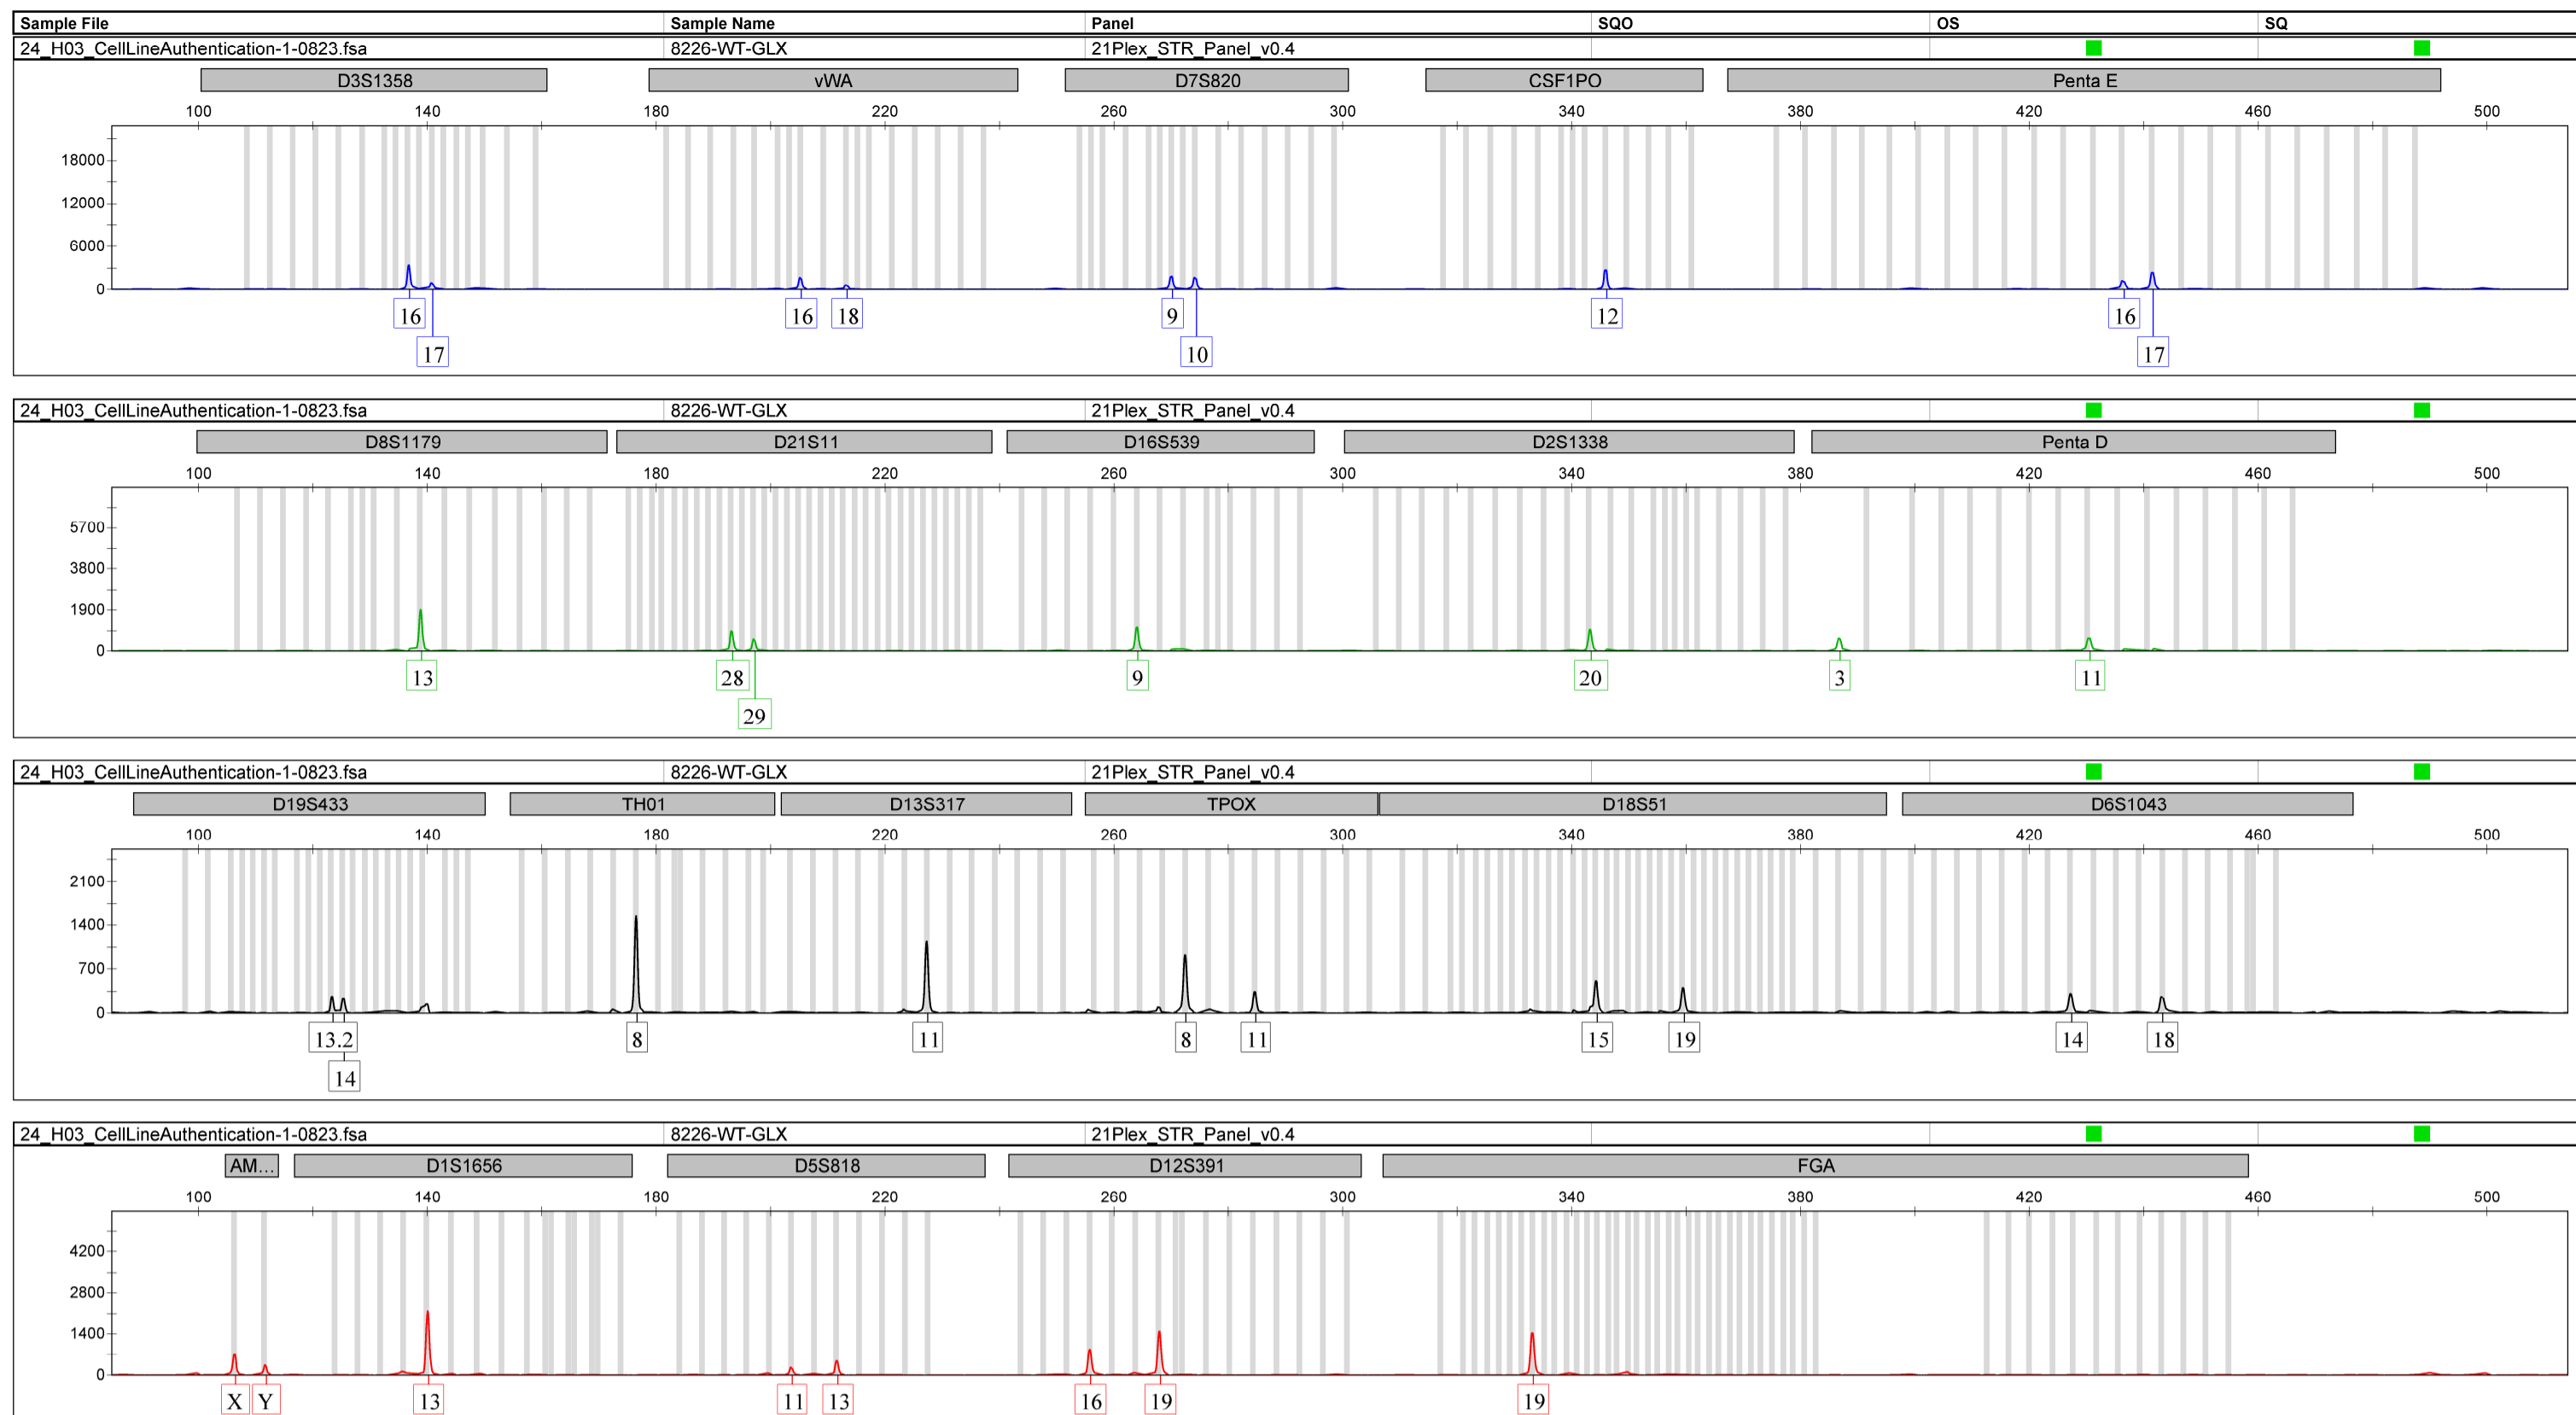 Sample File Sample Name Panel SQO OS SQ
24_H03_CellLineAuthentication-1-0823.fsa 8226-WT-GLX 21Plex_STR_Panel_v0.4
D3S1358 vWA D7S820 CSF1PO Penta E
100 140 180 220 260 300 340 380 420 460 500
18000
12000
6000
0
16 16 18 9 12 16
17 10 17
24_H03_CellLineAuthentication-1-0823.fsa 8226-WT-GLX 21Plex_STR_Panel_v0.4
D8S1179 D21S11 D16S539 D2S1338 Penta D
100 140 180 220 260 300 340 380 420 460 500
5700
3800
1900
0
13 28 9 20 3 11
29
24_H03_CellLineAuthentication-1-0823.fsa 8226-WT-GLX 21Plex_STR_Panel_v0.4
D19S433 TH01 D13S317 TPOX D18S51 D6S1043
100 140 180 220 260 300 340 380 420 460 500
2100
1400
700
0
13.2 8 11 8 11 15 19 14 18
14
24_H03_CellLineAuthentication-1-0823.fsa 8226-WT-GLX 21Plex_STR_Panel_v0.4
AM... D1S1656 D5S818 D12S391 FGA
100 140 180 220 260 300 340 380 420 460 500
4200
2800
1400
0
X Y 13 11 13 16 19 19